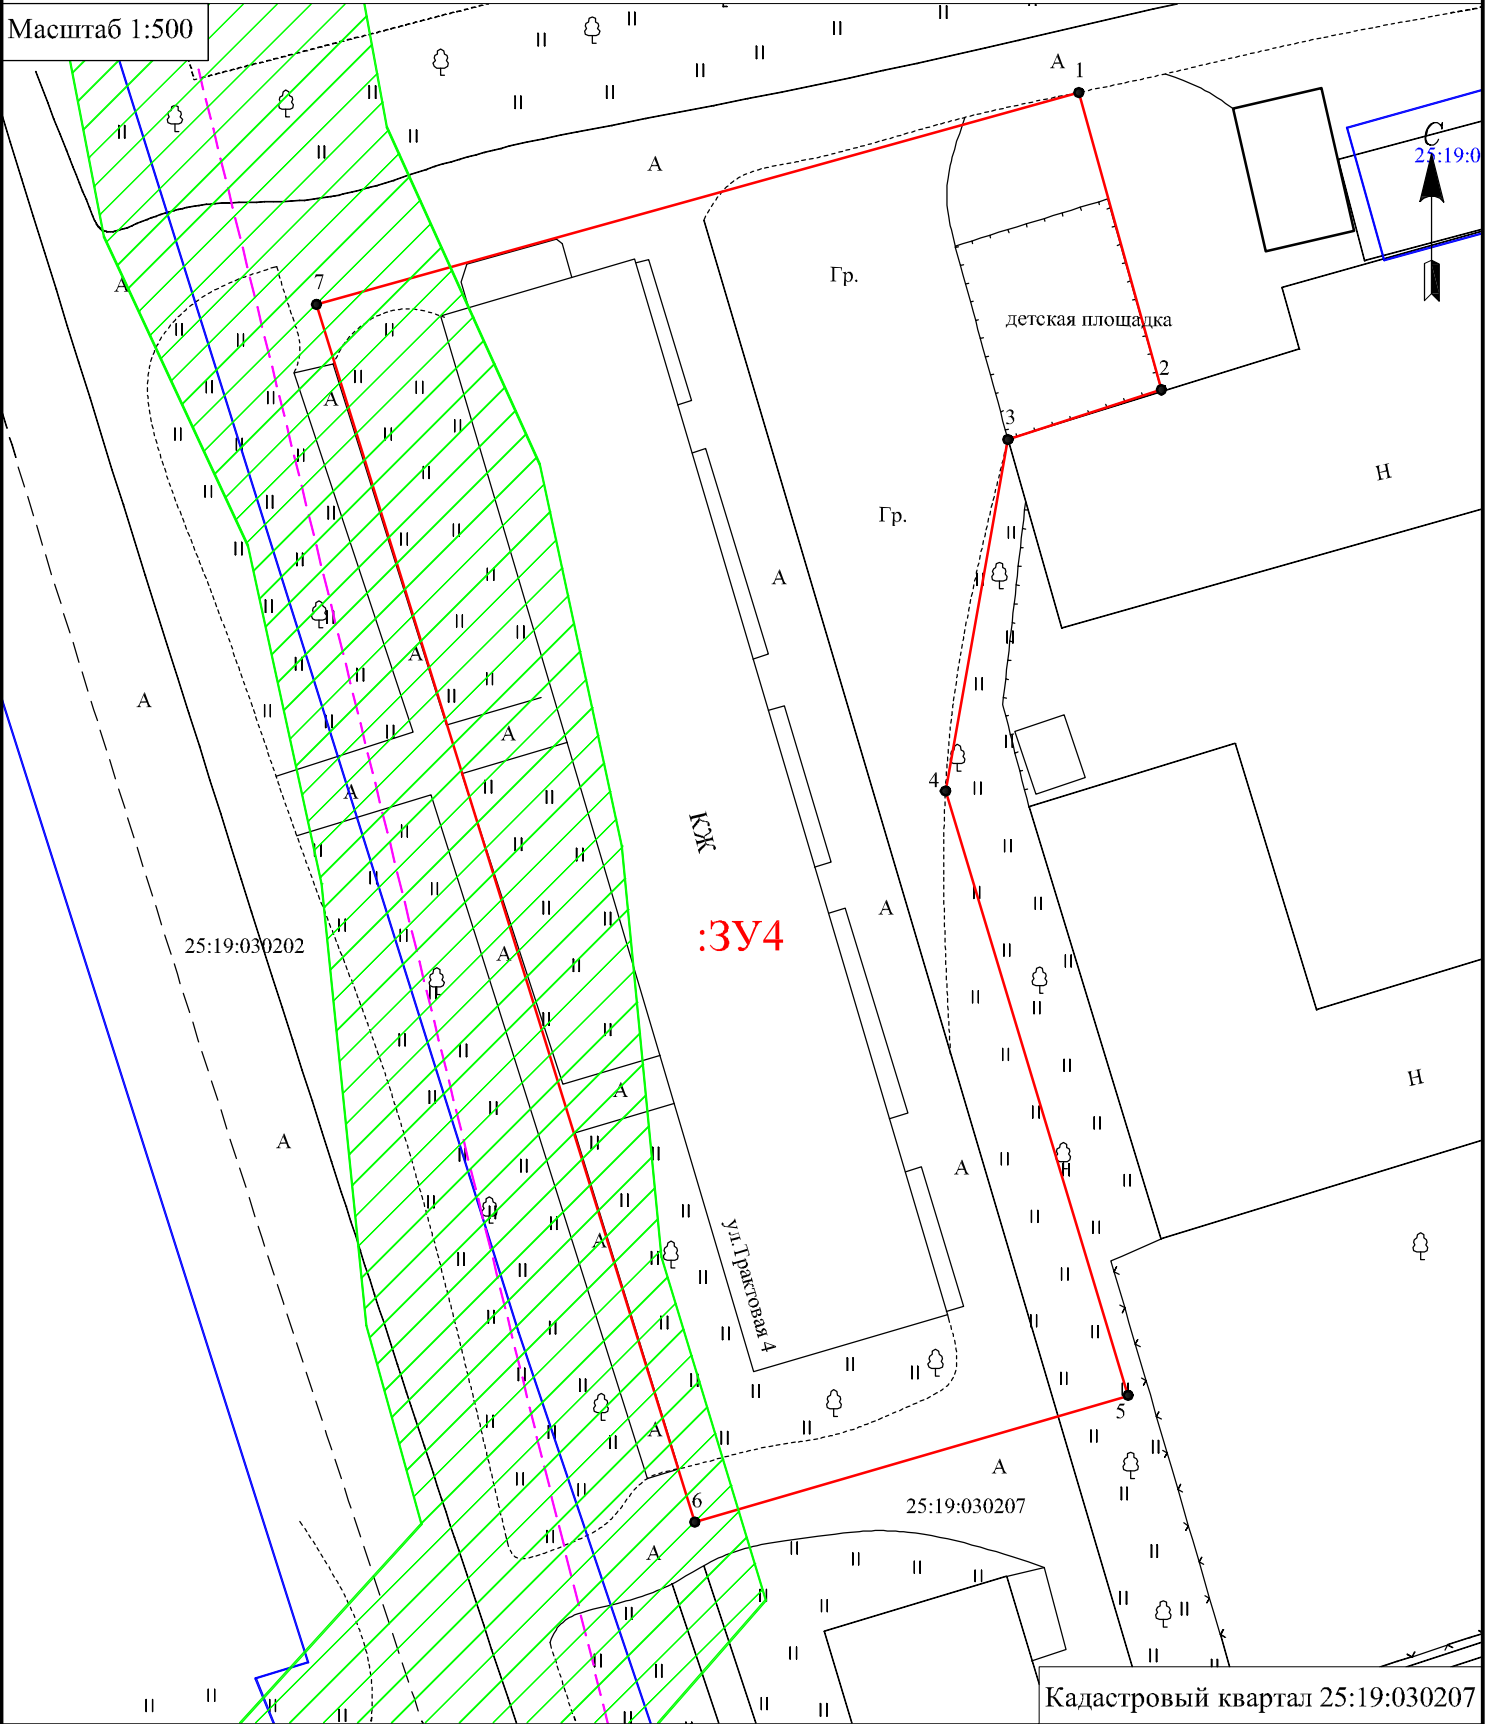 Масштаб 1:500
А
1
С
25:19:0
А
Гр.
А
7
детская площадка
2
А
3
Н
Гр.
А
А
А
А
А
4
КЖ
А
:ЗУ4
25:19:030202
А
Н
А
А
А
А
ул.Трактовая 4
5
А
А
6
25:19:030207
А
Кадастровый квартал 25:19:030207